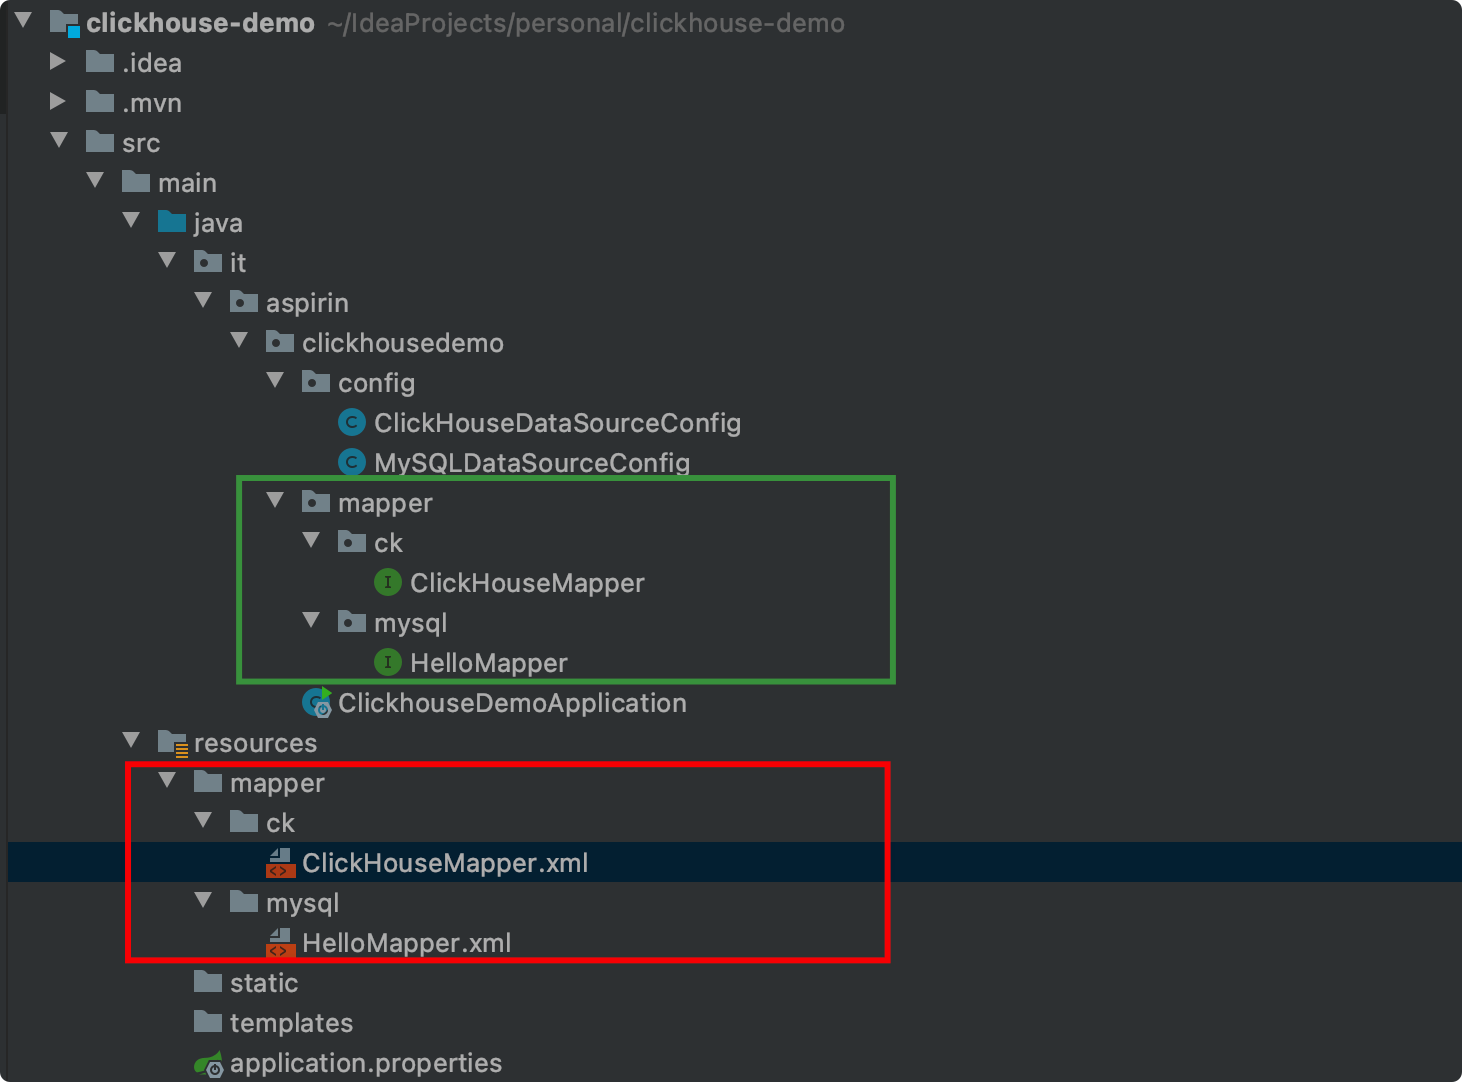 clickhouse-demo ~/IdeaProjects/personal/clickhouse-demo
.idea
.mvn
src
main
java
it
aspirin
clickhousedemo
config
ClickHouseDataSourceConfig
MySQLDataSourceConfig
mapper
ck
ClickHouseMapper
mysql
HelloMapper
ClickhouseDemoApplication
resources
mapper
ck
ClickHouseMapper.xml
mysql
HelloMapper.xml
static
templates
application.properties